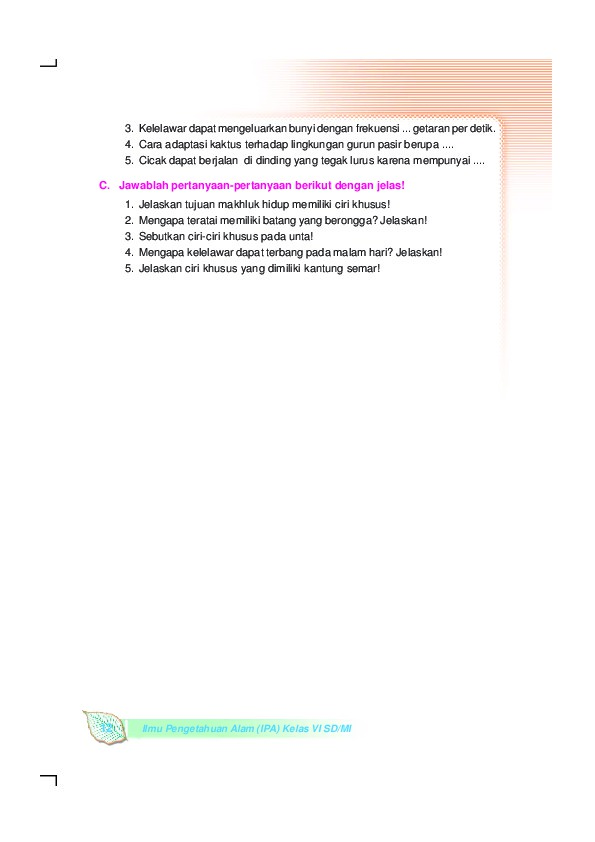 3. Kelelawar dapat mengeluarkan bunyi dengan frekuensi ... getaran per detik.
4. Cara adaptasi kaktus terhadap lingkungan gurun pasir berupa ....
5. Cicak dapat berjalan di dinding yang tegak lurus karena mempunyai ....
C. Jawablah pertanyaan-pertanyaan berikut dengan jelas!
1. Jelaskan tujuan makhluk hidup memiliki ciri khusus!
2. Mengapa teratai memiliki batang yang berongga? Jelaskan!
3. Sebutkan ciri-ciri khusus pada unta!
4. Mengapa kelelawar dapat terbang pada malam hari? Jelaskan!
5. Jelaskan ciri khusus yang dimiliki kantung semar!
Ilmu Pengetahuan Alam (IPA) Kelas VI SD/MI